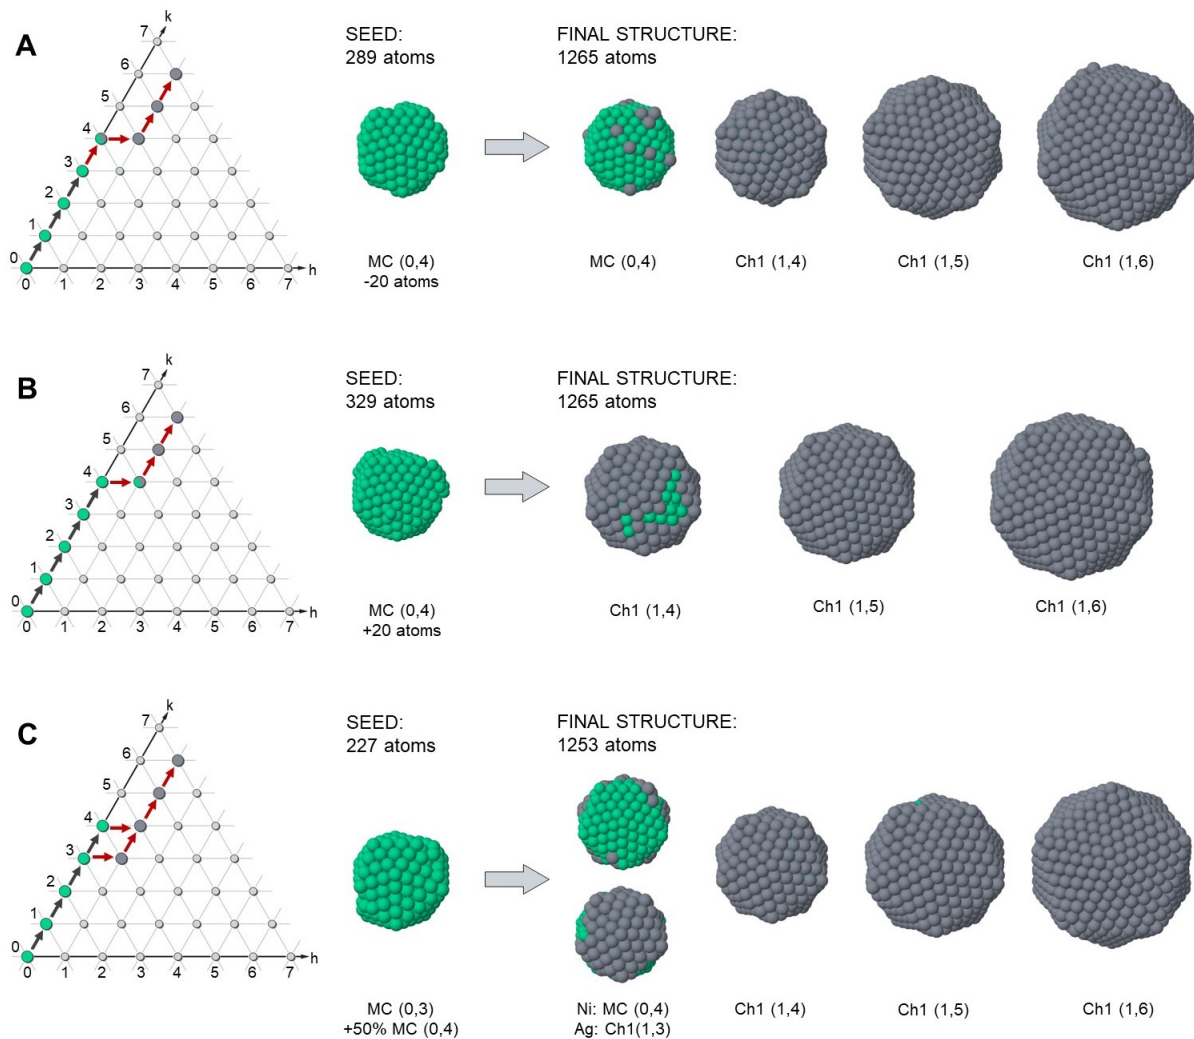 A
k
7
6
5
4
3
2
1
0
0 1 2 3 4 5 6 7
h
SEED:
289 atoms
FINAL STRUCTURE:
1265 atoms
MC (0,4)
-20 atoms
MC (0,4)
Ch1 (1,4)
Ch1 (1,5)
Ch1 (1,6)
B
k
7
6
5
4
3
2
1
0
0 1 2 3 4 5 6 7
h
SEED:
329 atoms
FINAL STRUCTURE:
1265 atoms
MC (0,4)
+20 atoms
Ch1 (1,4)
Ch1 (1,5)
Ch1 (1,6)
C
k
7
6
5
4
3
2
1
0
0 1 2 3 4 5 6 7
h
SEED:
227 atoms
FINAL STRUCTURE:
1253 atoms
MC (0,3)
+50% MC (0,4)
Ni: MC (0,4)
Ag: Ch1(1,3)
Ch1 (1,4)
Ch1 (1,5)
Ch1 (1,6)